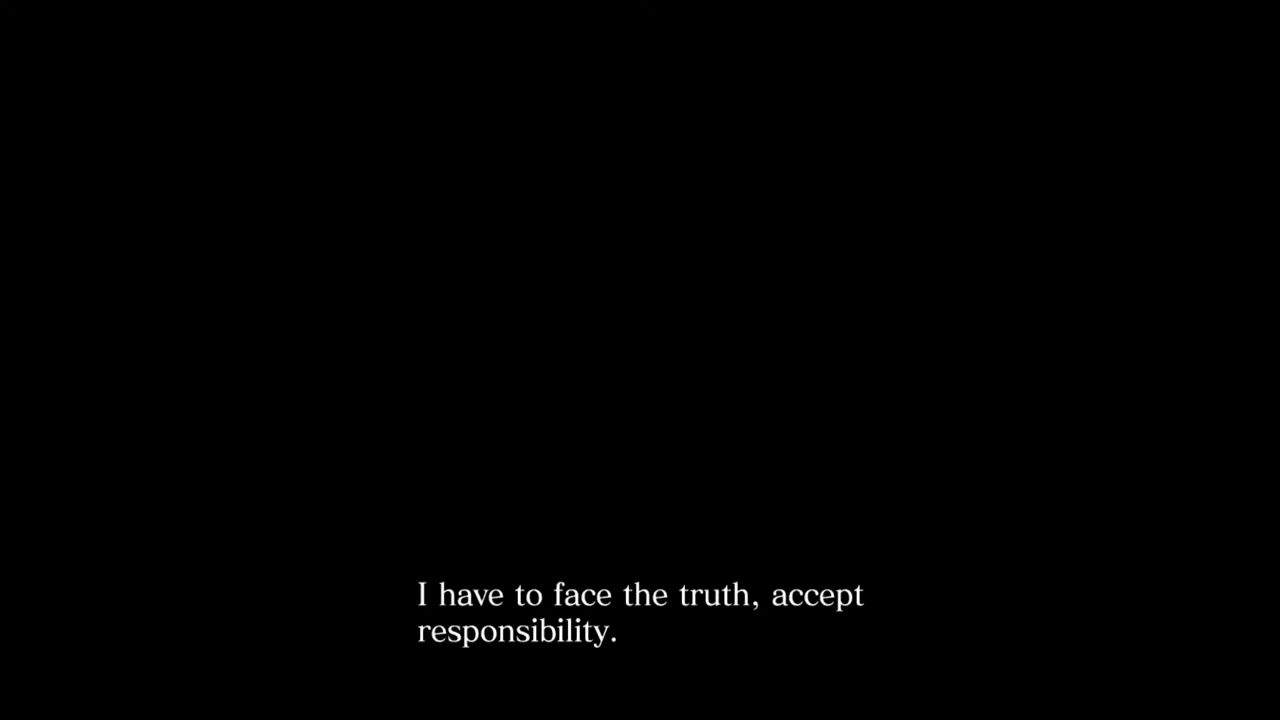 I have to face the truth, accept
responsibility.